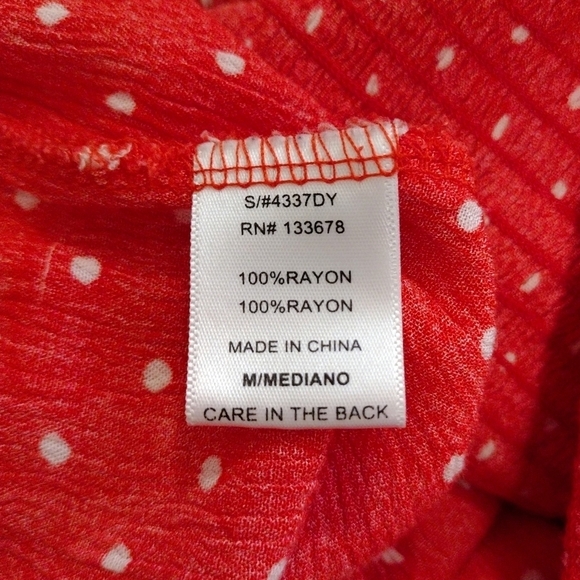 S/#4337DY
RN# 133678
100%RAYON
100%RAYON
MADE IN CHINA
M/MEDIANO
CARE IN THE BACK